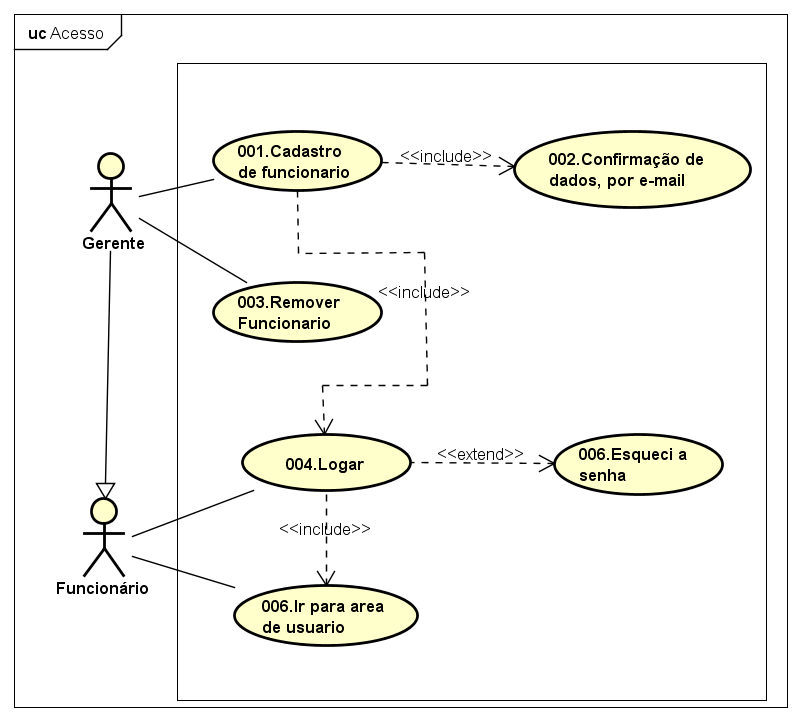 uc Acesso
001.Cadastro
de funcionario
<<include>>
002.Confirmação de
dados, por e-mail
Gerente
003.Remover
Funcionario
<<include>>
004.Logar
<<extend>>
006.Esqueci a
senha
<<include>>
Funcionário
006.Ir para area
de usuario